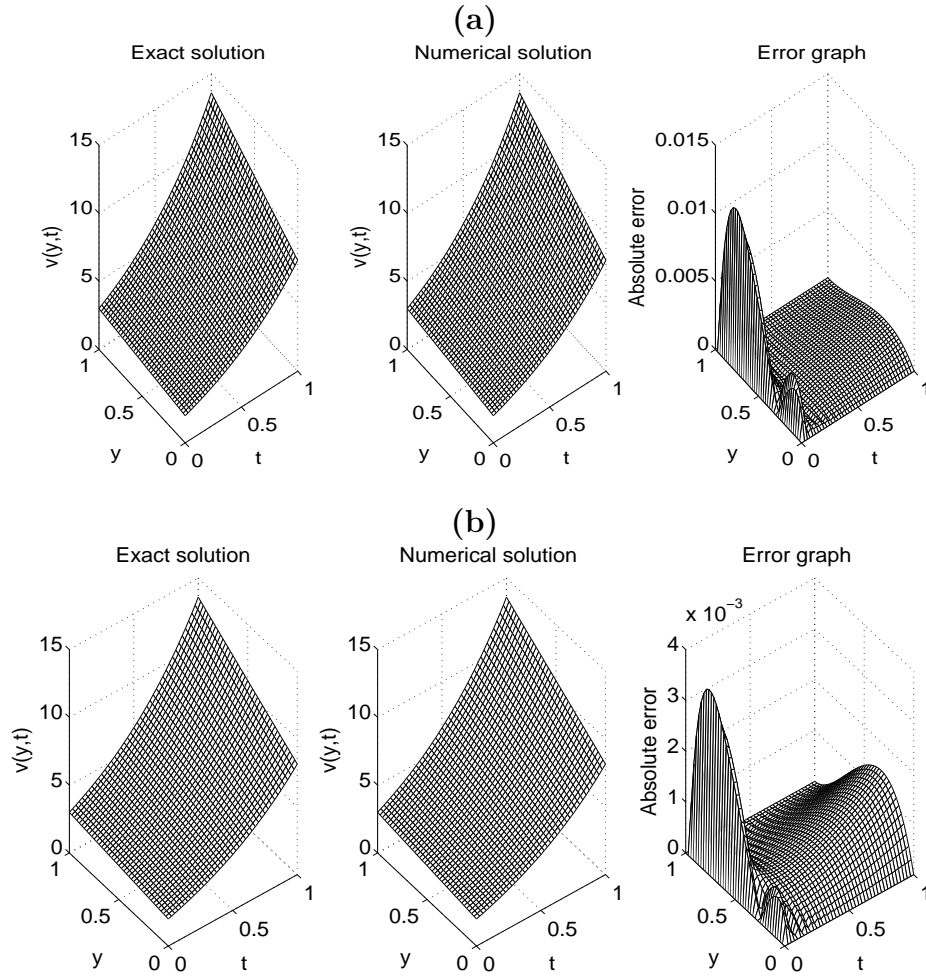 (a)
Exact solution
Numerical solution
Error graph
15
10
5
0
v(y,t)
1
0.5
0
y
0
0.5
1
t
15
10
5
0
v(y,t)
1
0.5
0
y
0
0.5
1
t
0.015
0.01
0.005
0
Absolute error
1
0.5
0
y
0
0.5
1
t
(b)
Exact solution
Numerical solution
Error graph
15
10
5
0
v(y,t)
1
0.5
0
y
0
0.5
1
t
15
10
5
0
v(y,t)
1
0.5
0
y
0
0.5
1
t
x 10⁻³
4
3
2
1
0
Absolute error
1
0.5
0
y
0
0.5
1
t